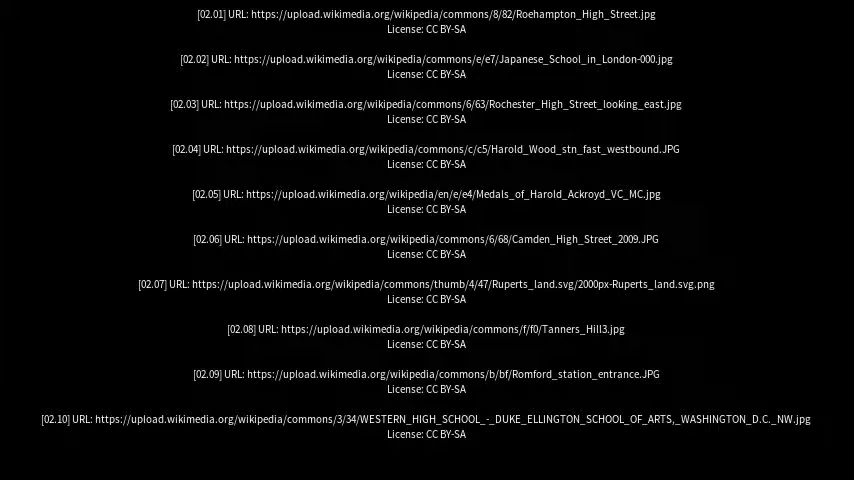 [02.01] URL: https://upload.wikimedia.org/wikipedia/commons/8/82/Roehampton_High_Street.jpg
License: CC BY-SA
[02.02] URL: https://upload.wikimedia.org/wikipedia/commons/e/e7/Japanese_School_in_London-000.jpg
License: CC BY-SA
[02.03] URL: https://upload.wikimedia.org/wikipedia/commons/6/63/Rochester_High_Street_looking_east.jpg
License: CC BY-SA
[02.04] URL: https://upload.wikimedia.org/wikipedia/commons/c/c5/Harold_Wood_stn_fast_westbound.JPG
License: CC BY-SA
[02.05] URL: https://upload.wikimedia.org/wikipedia/en/e/e4/Medals_of_Harold_Ackroyd_VC_MC.jpg
License: CC BY-SA
[02.06] URL: https://upload.wikimedia.org/wikipedia/commons/6/68/Camden_High_Street_2009.JPG
License: CC BY-SA
[02.07] URL: https://upload.wikimedia.org/wikipedia/commons/thumb/4/47/Ruperts_land.svg/2000px-Ruperts_land.svg.png
License: CC BY-SA
[02.08] URL: https://upload.wikimedia.org/wikipedia/commons/f/f0/Tanners_Hill3.jpg
License: CC BY-SA
[02.09] URL: https://upload.wikimedia.org/wikipedia/commons/b/bf/Romford_station_entrance.JPG
License: CC BY-SA
[02.10] URL: https://upload.wikimedia.org/wikipedia/commons/3/34/WESTERN_HIGH_SCHOOL_-_DUKE_ELLINGTON_SCHOOL_OF_ARTS,_WASHINGTON_D.C._NW.jpg
License: CC BY-SA